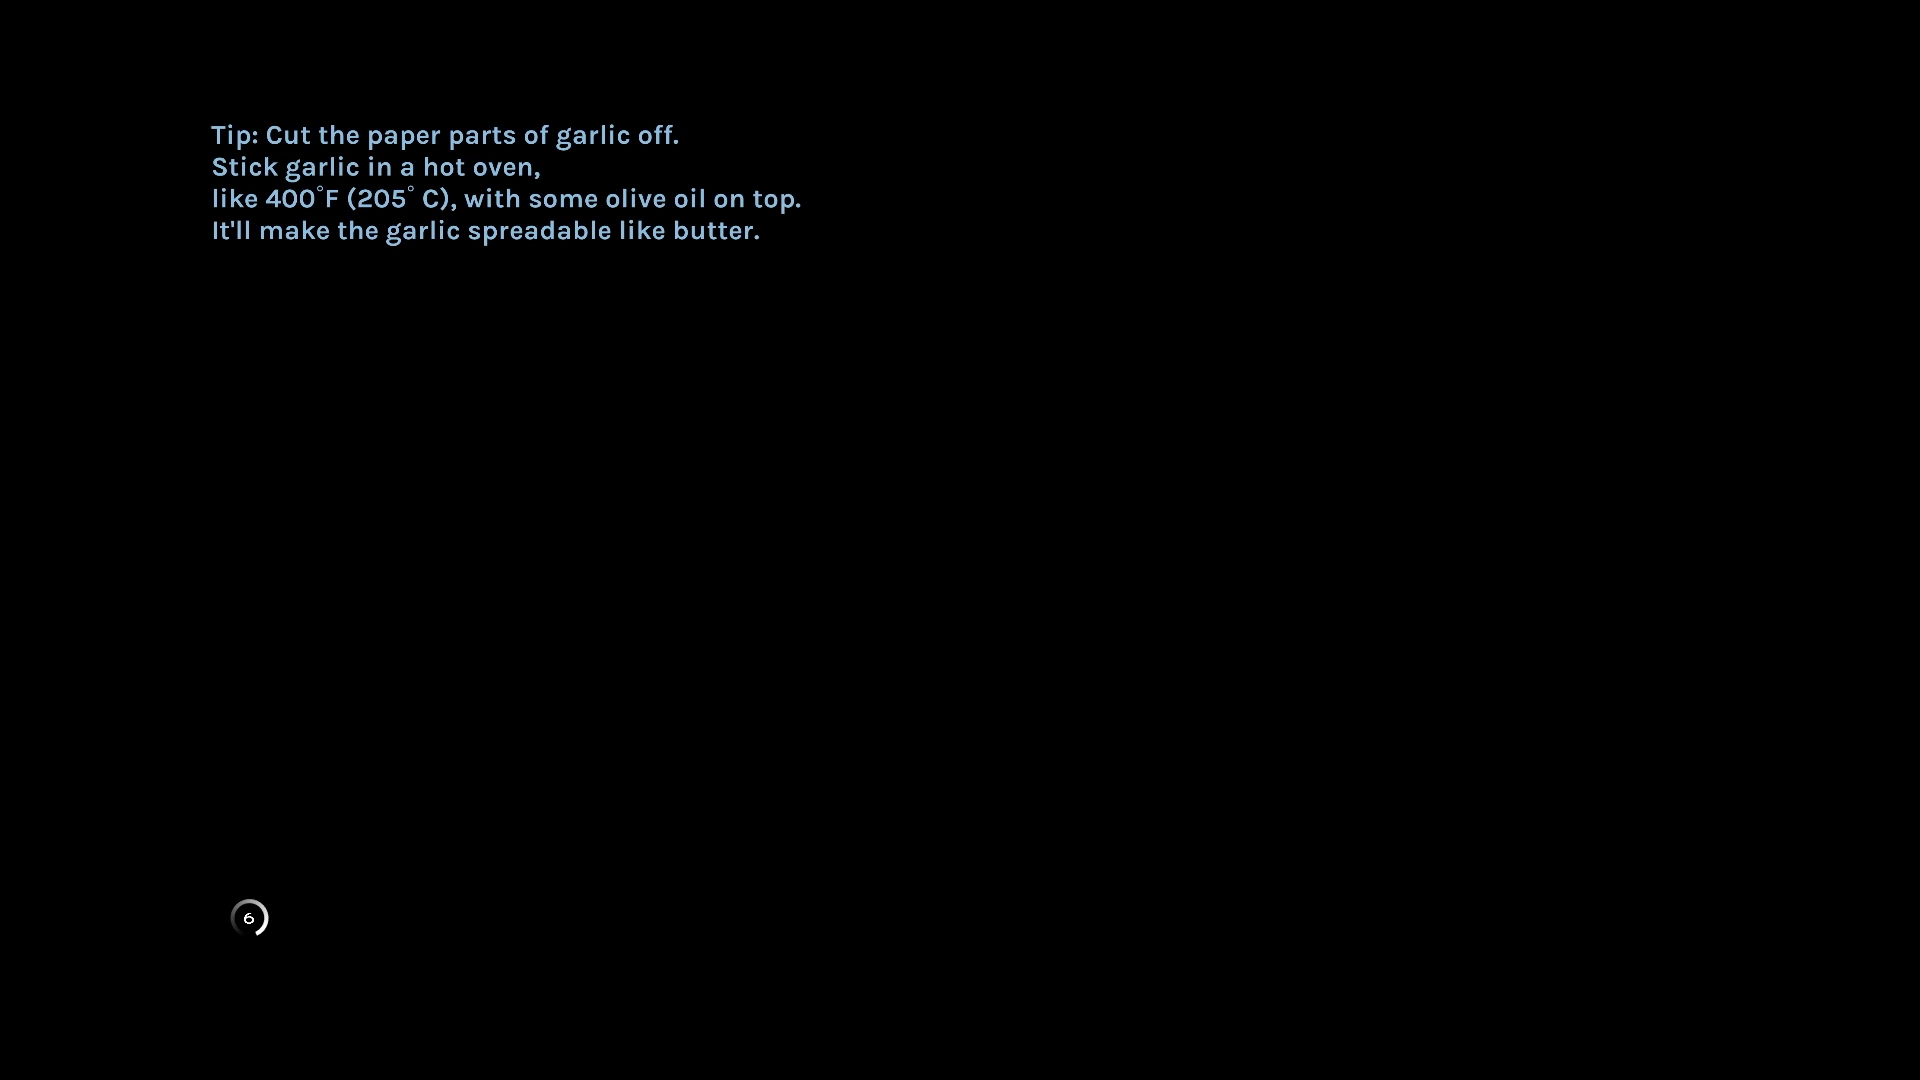 Tip: Cut the paper parts of garlic off.
Stick garlic in a hot oven,
like 400°F (205° C), with some olive oil on top.
It'll make the garlic spreadable like butter.
6